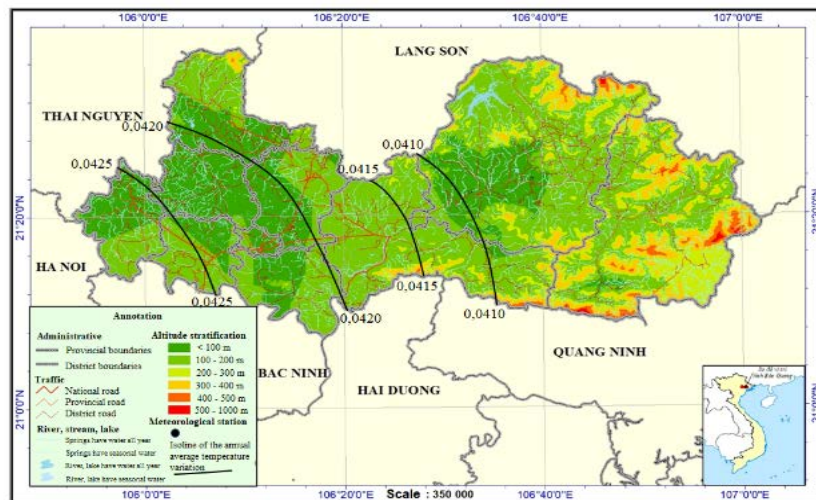 106°0'0"E 106°20'0"E 106°40'0"E 107°0'0"E
LANG SON
THAI NGUYEN
0,0420
0,0410
0,0425
0,0415
21°20'0"N
21°20'0"N
HA NOI
0,0425
0,0415
0,0420
0,0410
Annotation
Administrative
Provincial boundaries
District boundaries
Traffic
National road
Provincial road
District road
River, stream, lake
Springs have water all year
Springs have seasonal water
River, lake have water all year
River, lake have seasonal water
Altitude stratification
< 100 m
100 - 200 m
200 - 300 m
300 - 400 m
400 - 500 m
500 - 1000 m
Meteorological station
Isoline of the annual
average temperature
variation
BAC NINH
HAI DUONG
QUANG NINH
21°0'0"N
21°0'0"N
106°0'0"E 106°20'0"E 106°40'0"E 107°0'0"E
Scale : 350 000